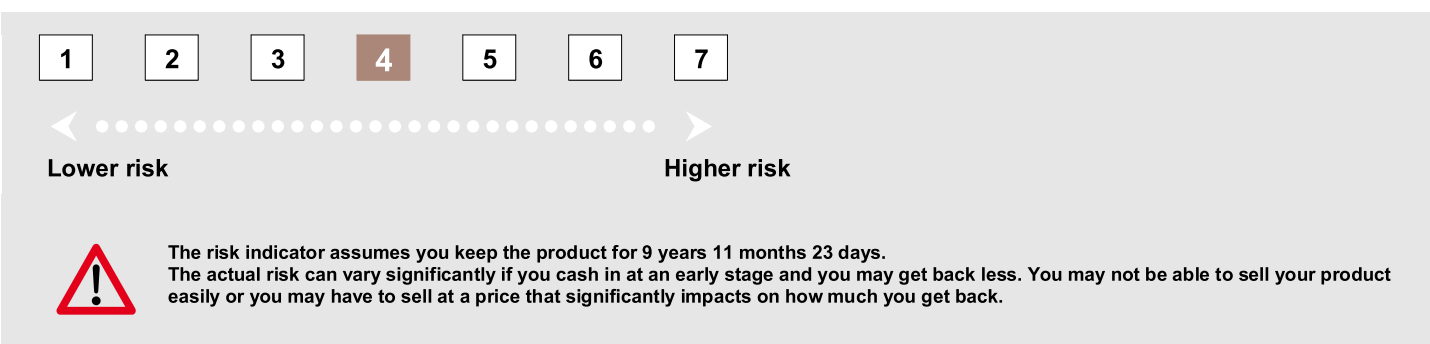 1 2 3 4 5 6 7
Lower risk Higher risk
The risk indicator assumes you keep the product for 9 years 11 months 23 days.
The actual risk can vary significantly if you cash in at an early stage and you may get back less. You may not be able to sell your product
easily or you may have to sell at a price that significantly impacts on how much you get back.